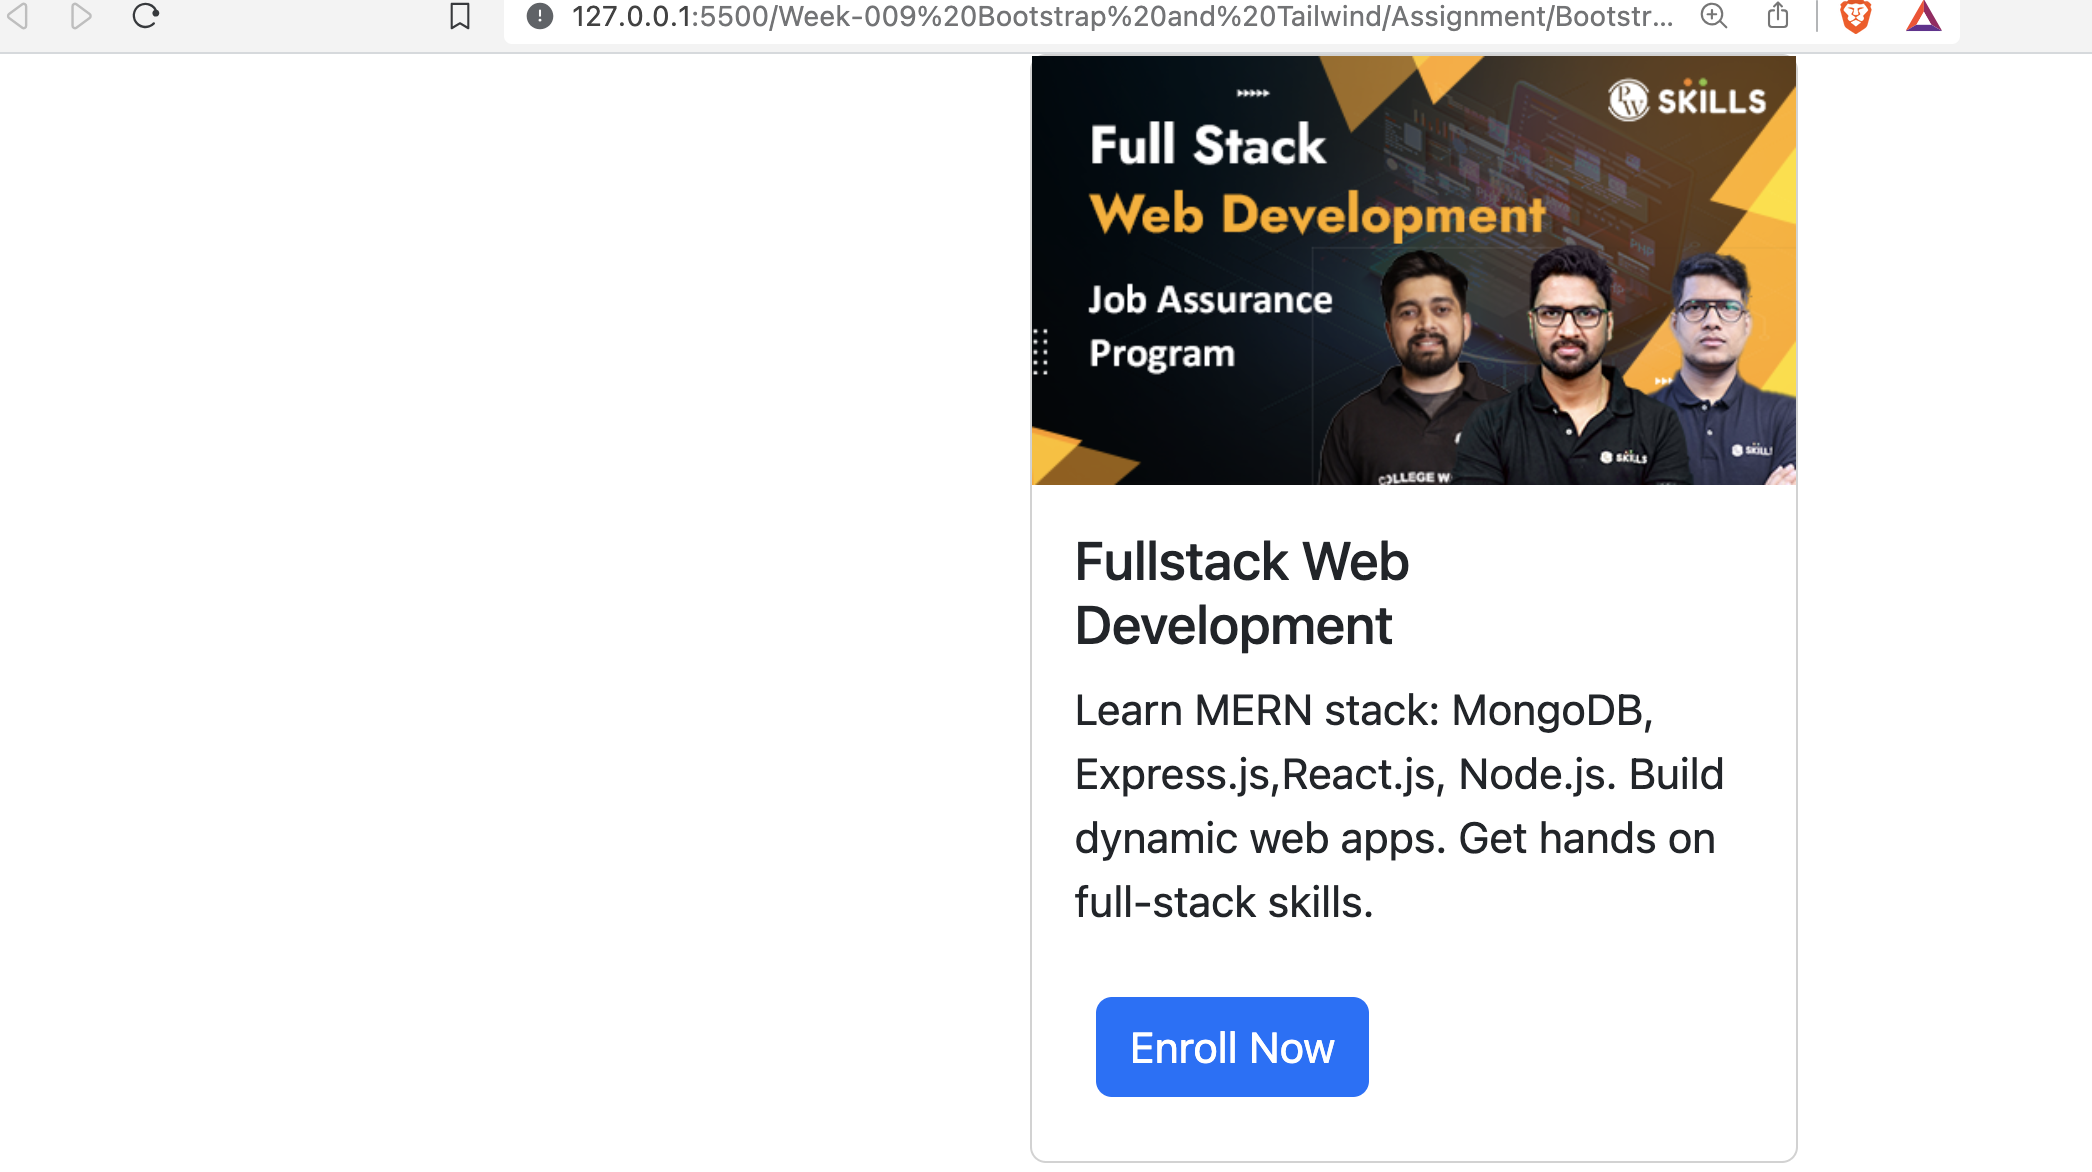 127.0.0.1:5500/Week-009%20Bootstrap%20and%20Tailwind/Assignment/Bootstr...
PW SKILLS
Full Stack
Web Development
Job Assurance
Program
SKILLS
SKILL
COLLEGE W
Fullstack Web
Development
Learn MERN stack: MongoDB,
Express.js,React.js, Node.js. Build
dynamic web apps. Get hands on
full-stack skills.
Enroll Now